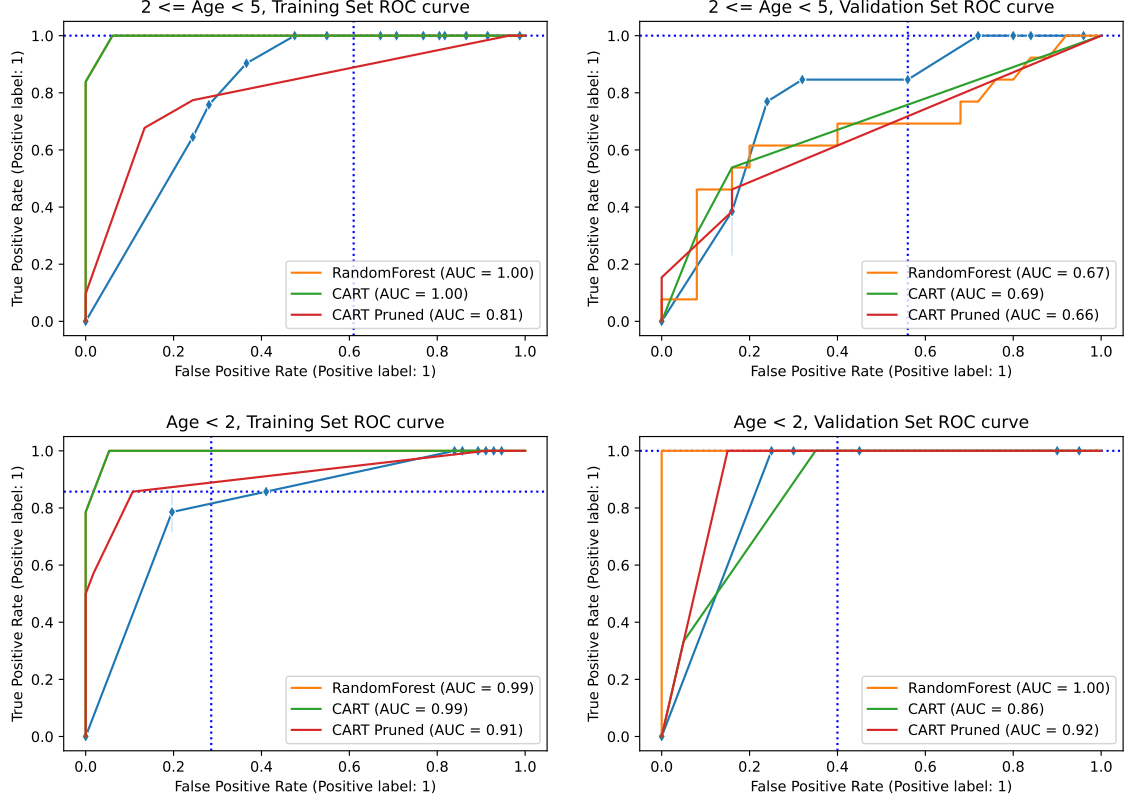 2 <= Age < 5, Training Set ROC curve
True Positive Rate (Positive label: 1)
1.0
0.8
0.6
0.4
0.2
0.0
RandomForest (AUC = 1.00)
CART (AUC = 1.00)
CART Pruned (AUC = 0.81)
0.0 0.2 0.4 0.6 0.8 1.0
False Positive Rate (Positive label: 1)
2 <= Age < 5, Validation Set ROC curve
True Positive Rate (Positive label: 1)
1.0
0.8
0.6
0.4
0.2
0.0
RandomForest (AUC = 0.67)
CART (AUC = 0.69)
CART Pruned (AUC = 0.66)
0.0 0.2 0.4 0.6 0.8 1.0
False Positive Rate (Positive label: 1)
Age < 2, Training Set ROC curve
True Positive Rate (Positive label: 1)
1.0
0.8
0.6
0.4
0.2
0.0
RandomForest (AUC = 0.99)
CART (AUC = 0.99)
CART Pruned (AUC = 0.91)
0.0 0.2 0.4 0.6 0.8 1.0
False Positive Rate (Positive label: 1)
Age < 2, Validation Set ROC curve
True Positive Rate (Positive label: 1)
1.0
0.8
0.6
0.4
0.2
0.0
RandomForest (AUC = 1.00)
CART (AUC = 0.86)
CART Pruned (AUC = 0.92)
0.0 0.2 0.4 0.6 0.8 1.0
False Positive Rate (Positive label: 1)